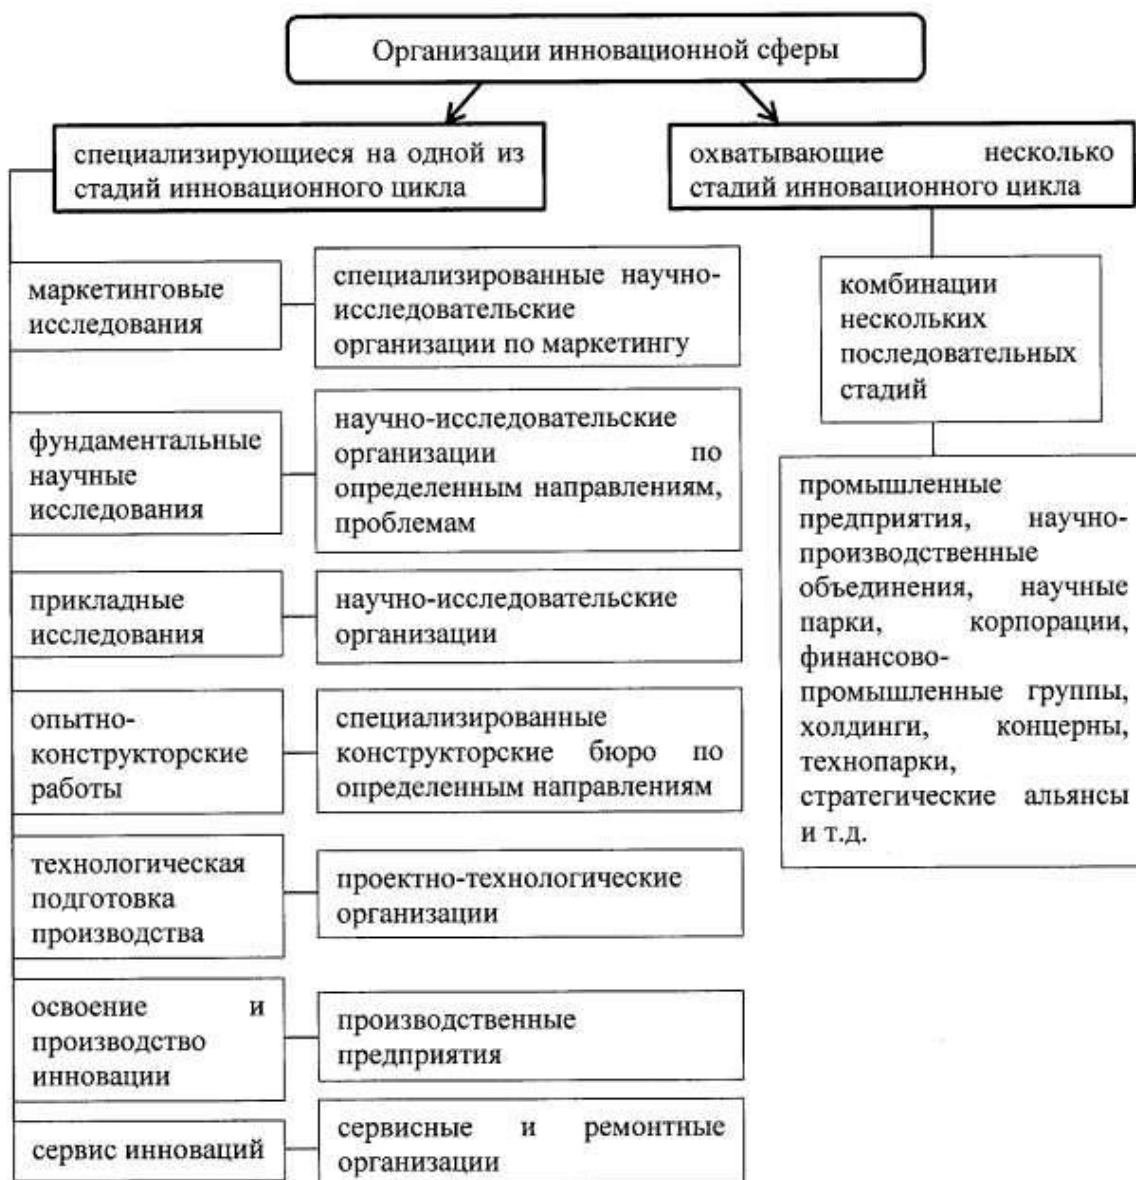 Организации инновационной сферы
специализирующиеся на одной из
стадий инновационного цикла
охватывающие несколько
стадий инновационного цикла
маркетинговые
исследования
специализированные научно-
исследовательские
организации по маркетингу
фундаментальные
научные
исследования
научно-исследовательские
организации по
определенным направлениям,
проблемам
прикладные
исследования
научно-исследовательские
организации
опытно-
конструкторские
работы
специализированные
конструкторские бюро по
определенным направлениям
технологическая
подготовка
производства
проектно-технологические
организации
освоение и
производство
инновации
производственные
предприятия
сервис инноваций
сервисные и ремонтные
организации
комбинации
нескольких
последовательных
стадий
промышленные
предприятия, научно-
производственные
объединения, научные
парки, корпорации,
финансово-
промышленные группы,
холдинги, концерны,
технопарки,
стратегические альянсы
и т.д.